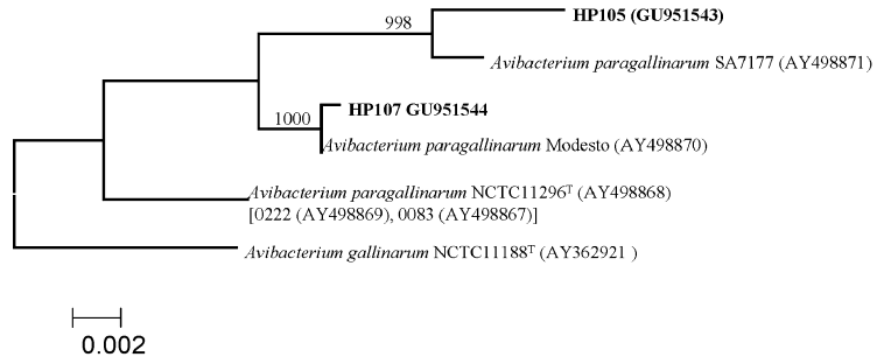 998
HP105 (GU951543)
Avibacterium paragallinarum SA7177 (AY498871)
HP107 GU951544
1000
Avibacterium paragallinarum Modesto (AY498870)
Avibacterium paragallinarum NCTC11296ᵀ (AY498868)
[0222 (AY498869), 0083 (AY498867)]
Avibacterium gallinarum NCTC11188ᵀ (AY362921 )
0.002